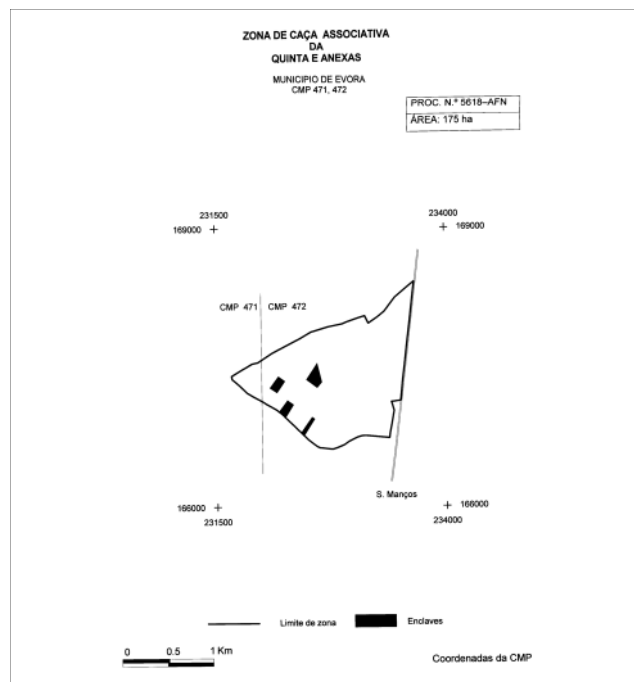 ZONA DE CAÇA ASSOCIATIVA
DA
QUINTA E ANEXAS
MUNICIPIO DE EVORA
CMP 471, 472
PROC. N.º 5618–AFN
ÁREA: 175 ha
231500
169000
234000
169000
CMP 471
CMP 472
S. Manços
166000
231500
166000
234000
Limite de zona
Enclaves
0 0.5 1 Km
Coordenadas da CMP